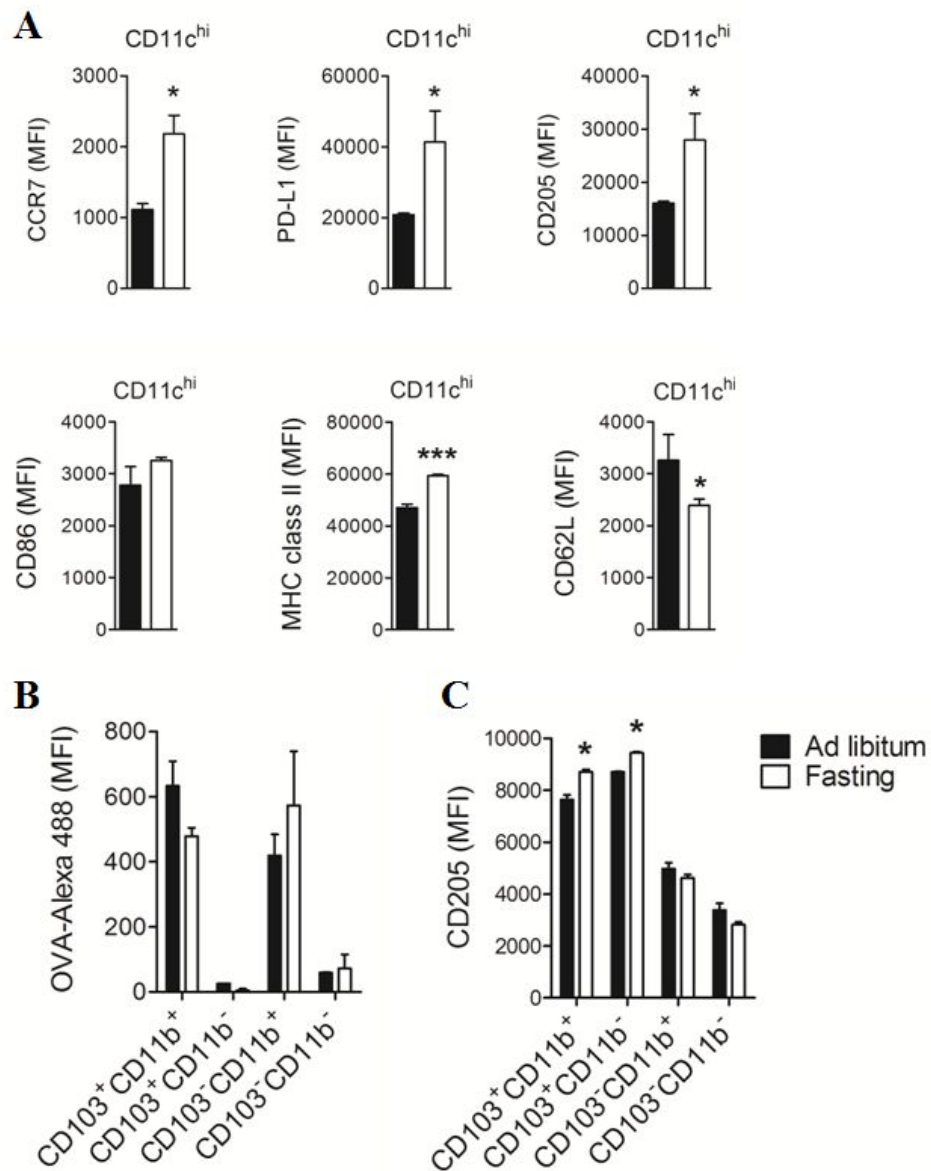 A
CD11c^hi
CCR7 (MFI)
3000
2000
1000
0
*
CD11c^hi
PD-L1 (MFI)
60000
40000
20000
0
*
CD11c^hi
CD205 (MFI)
40000
30000
20000
10000
0
*
CD11c^hi
CD86 (MFI)
4000
3000
2000
1000
0
CD11c^hi
MHC class II (MFI)
80000
60000
40000
20000
0
***
CD11c^hi
CD62L (MFI)
4000
3000
2000
1000
0
*
B
OVA-Alexa 488 (MFI)
800
600
400
200
0
CD103⁺CD11b⁺
CD103⁺CD11b⁻
CD103⁻CD11b⁺
CD103⁻CD11b⁻
C
CD205 (MFI)
10000
8000
6000
4000
2000
0
*
*
CD103⁺CD11b⁺
CD103⁺CD11b⁻
CD103⁻CD11b⁺
CD103⁻CD11b⁻
Ad libitum
Fasting